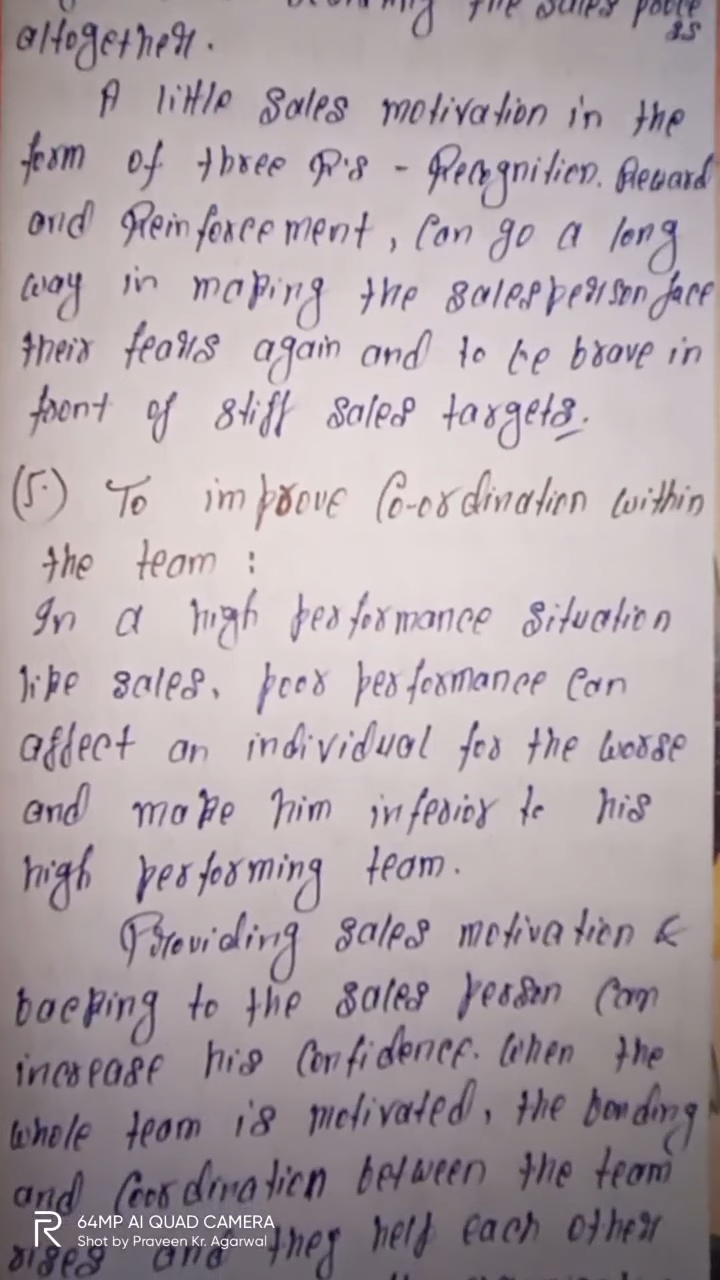 the sales process
altogether.
A little sales motivation in the
form of three R's - Recognition. Reward
and Reinforcement, can go a long
way in making the salesperson face
their fears again and to be brave in
front of stiff sales targets.
(5.) To improve Co-ordination within
the team :
In a high performance situation
like sales, poor performance can
affect an individual for the worse
and make him inferior to his
high performing team.
Providing sales motivation &
backing to the sales person can
increase his confidence. When the
whole team is motivated, the bonding
and Coordination between the team
rises and they help each other
64MP AI QUAD CAMERA
Shot by Praveen Kr. Agarwal